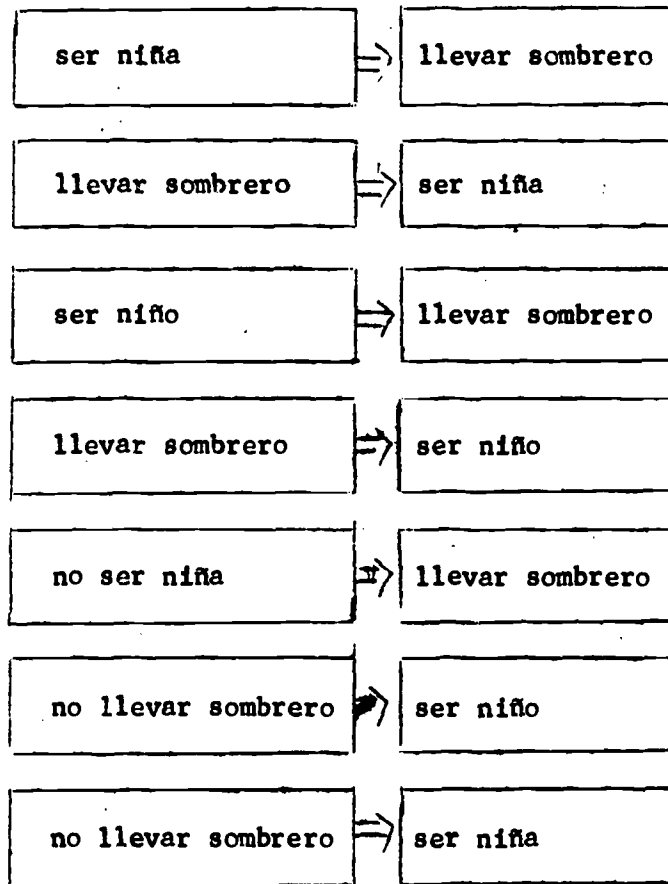 ser niña ⇒ llevar sombrero
llevar sombrero ⇒ ser niña
ser niño ⇒ llevar sombrero
llevar sombrero ⇒ ser niño
no ser niña ⇒ llevar sombrero
no llevar sombrero ⇒ ser niño
no llevar sombrero ⇒ ser niña